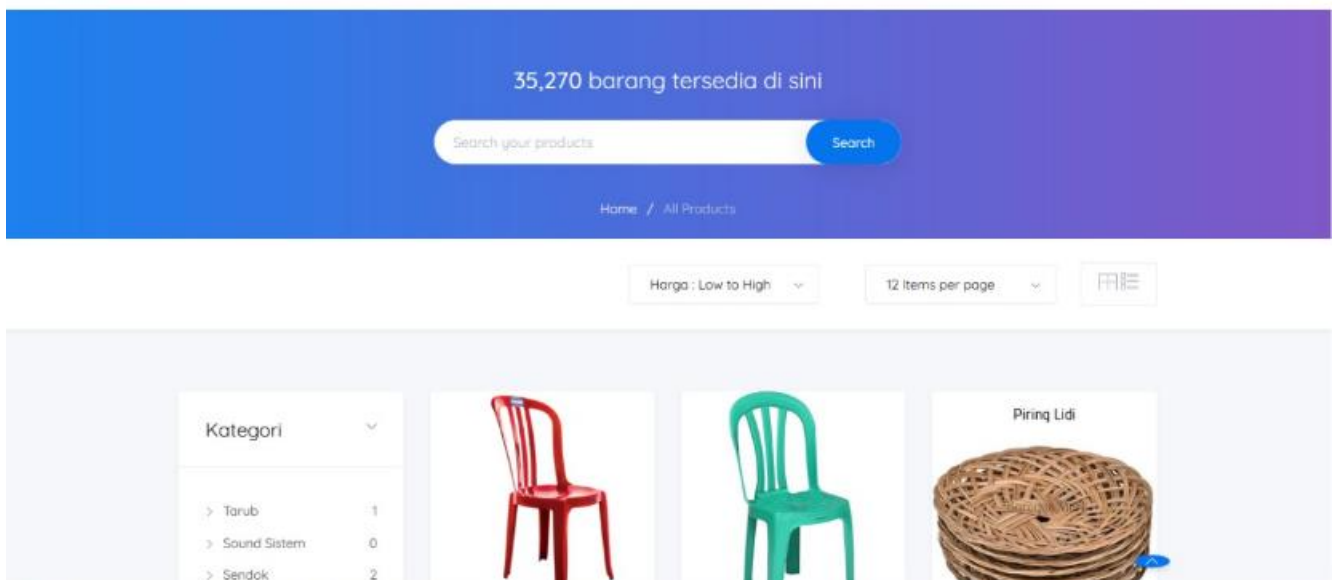 35,270 barang tersedia di sini
Search your products
Search
Home / All Products
Harga : Low to High
12 Items per page
Kategori
> Tarub 1
> Sound Sistem 0
> Sendok 2
Piring Lidi